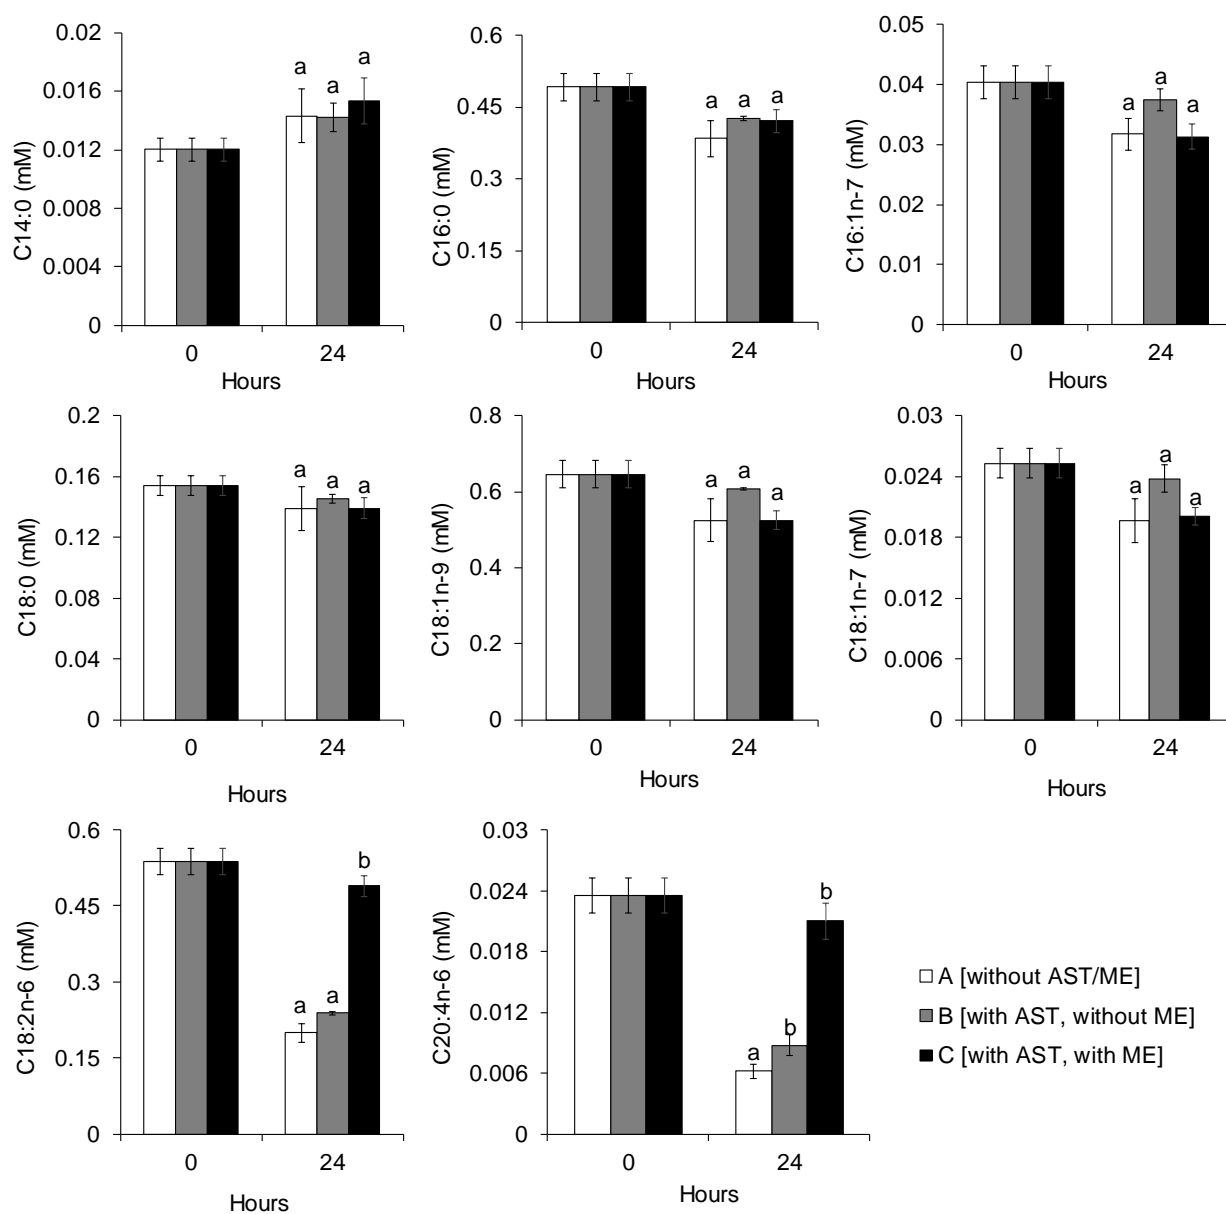 C14:0 (mM)
0.02
0.016
0.012
0.008
0.004
0
a
a
a
0
24
Hours
C16:0 (mM)
0.6
0.45
0.3
0.15
0
a
a
a
0
24
Hours
C16:1n-7 (mM)
0.05
0.04
0.03
0.02
0.01
0
a
a
a
0
24
Hours
C18:0 (mM)
0.2
0.16
0.12
0.08
0.04
0
a
a
a
0
24
Hours
C18:1n-9 (mM)
0.8
0.6
0.4
0.2
0
a
a
a
0
24
Hours
C18:1n-7 (mM)
0.03
0.024
0.018
0.012
0.006
0
a
a
a
0
24
Hours
C18:2n-6 (mM)
0.6
0.45
0.3
0.15
0
a
a
b
0
24
Hours
C20:4n-6 (mM)
0.03
0.024
0.018
0.012
0.006
0
a
b
b
0
24
Hours
A [without AST/ME]
B [with AST, without ME]
C [with AST, with ME]